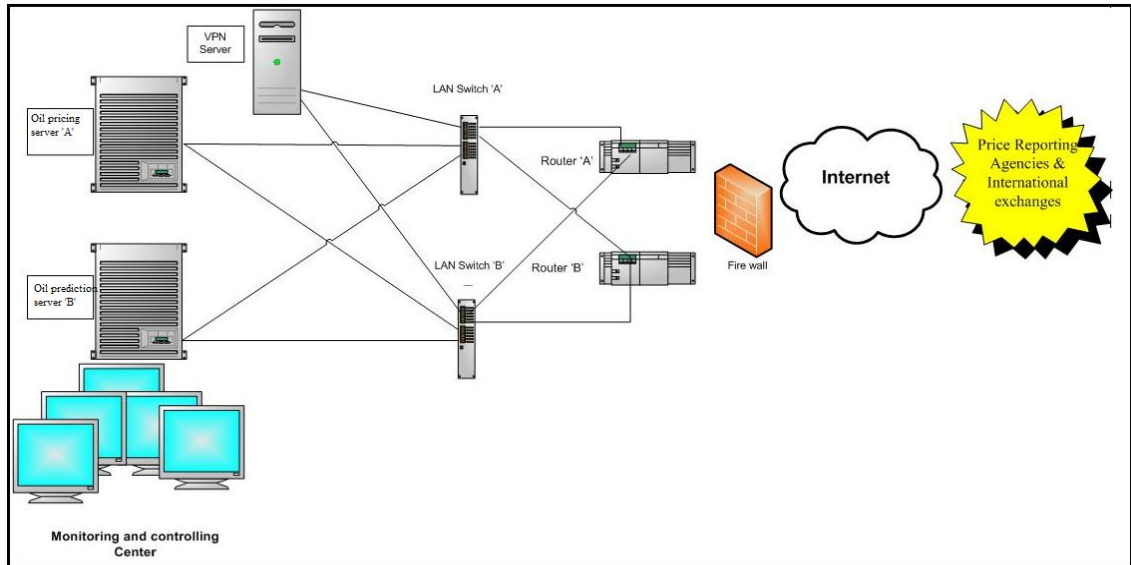 VPN
Server
LAN Switch 'A'
Oil pricing
server 'A'
Router 'A'
Internet
Price Reporting
Agencies &
International
exchanges
Oil prediction
server 'B'
LAN Switch 'B'
Router 'B'
Fire wall
Monitoring and controlling
Center